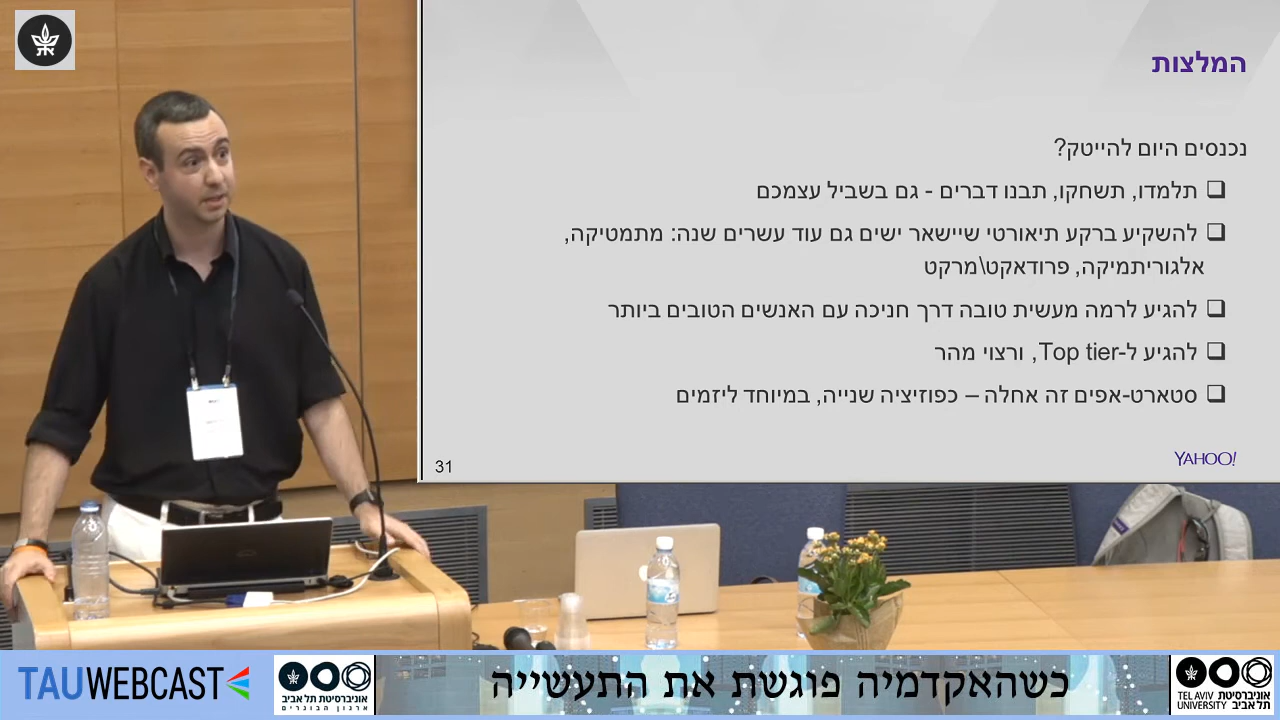 המלצות
נכנסים היום להייטק?
תלמדו, תשחקו, תבנו דברים - גם בשביל עצמכם
להשקיע ברקע תיאורטי שיישאר ישים גם עוד עשרים שנה: מתמטיקה,
אלגוריתמיקה, פרודאקט\מרקט
להגיע לרמה מעשית טובה דרך חניכה עם האנשים הטובים ביותר
להגיע ל-Top tier, ורצוי מהר
סטארט-אפים זה אחלה – כפוזיציה שנייה, במיוחד ליזמים
31
YAHOO!
TAUWEBCAST
אוניברסיטת תל אביב
ארגון הבוגרים
כשהאקדמיה פוגשת את התעשייה
TEL AVIV אוניברסיטת
UNIVERSITY תל אביב